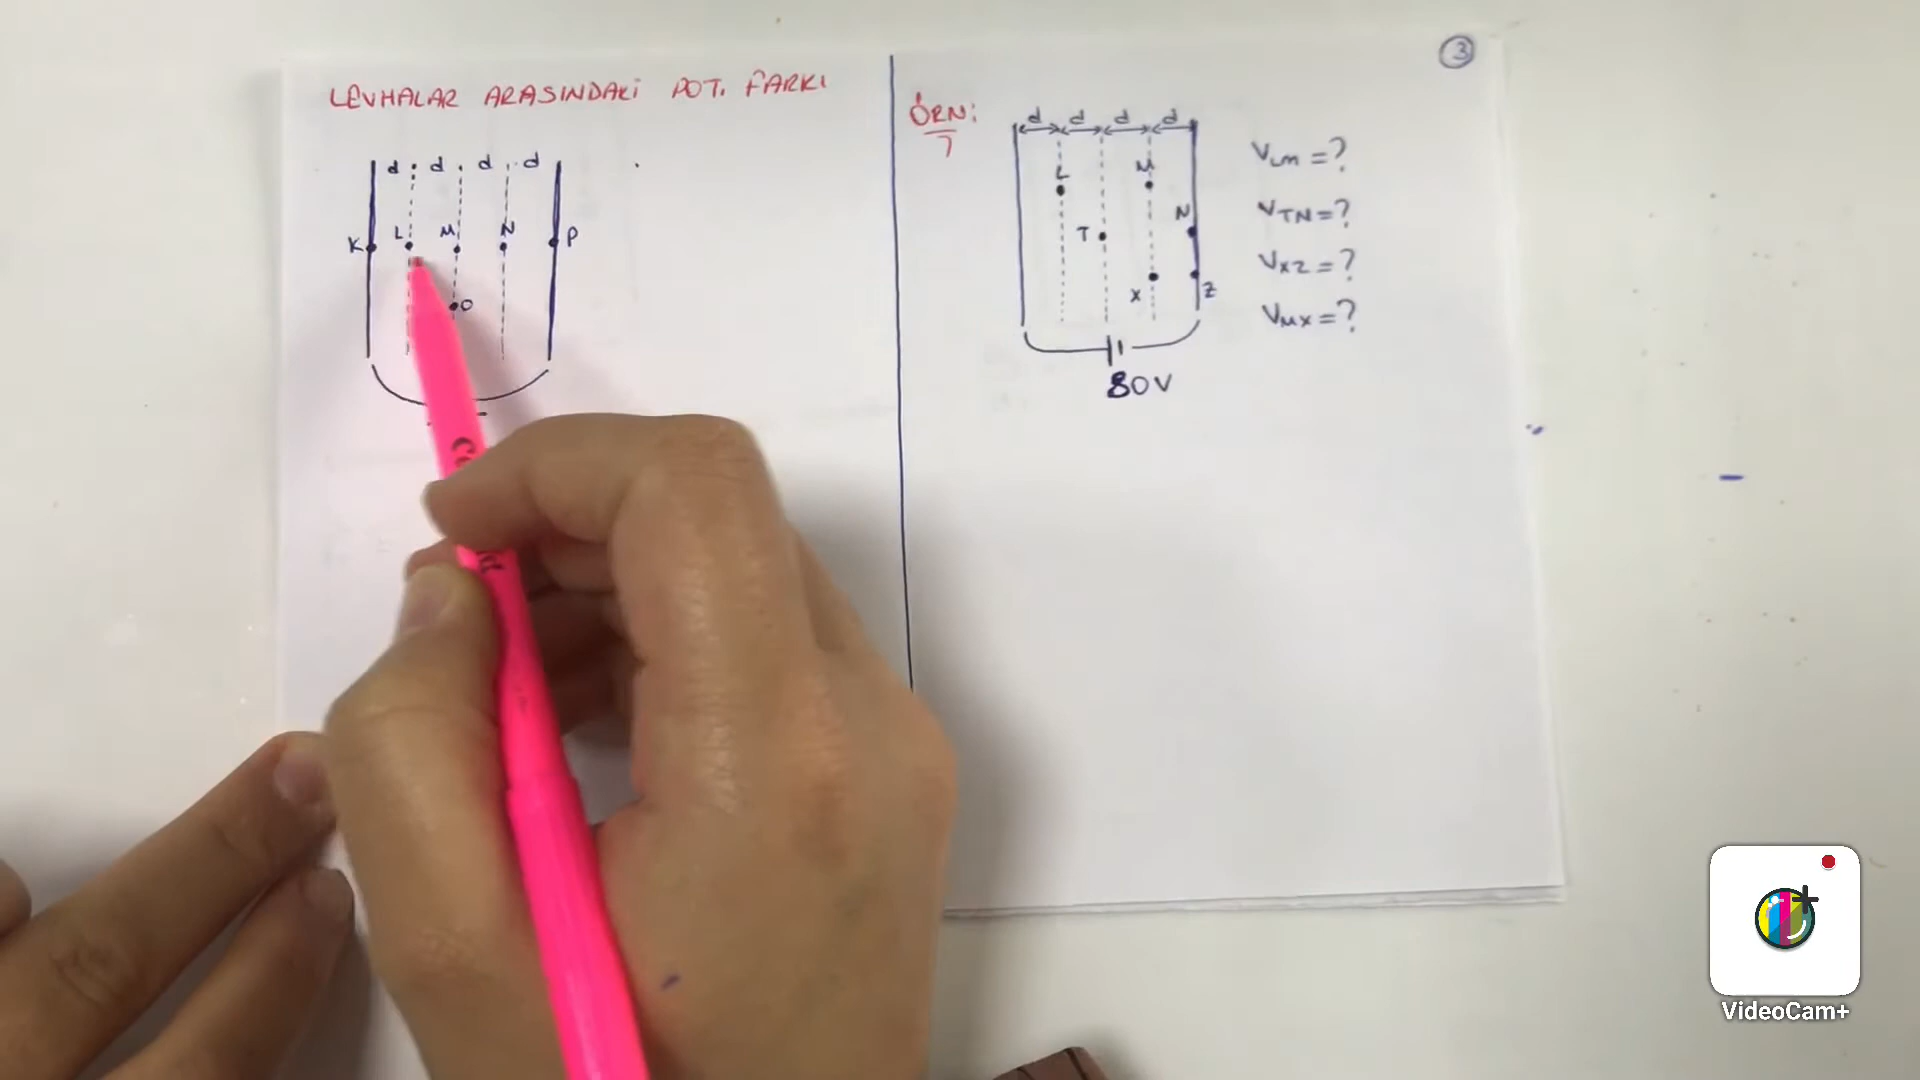 LEVHALAR ARASINDAKİ POT. FARKI
d d d d
K L M N P
O
3
ÖRN:
7
d d d d
L M
N
T
X Z
80V
VLM = ?
VTN = ?
VXZ = ?
VMX = ?
VideoCam+